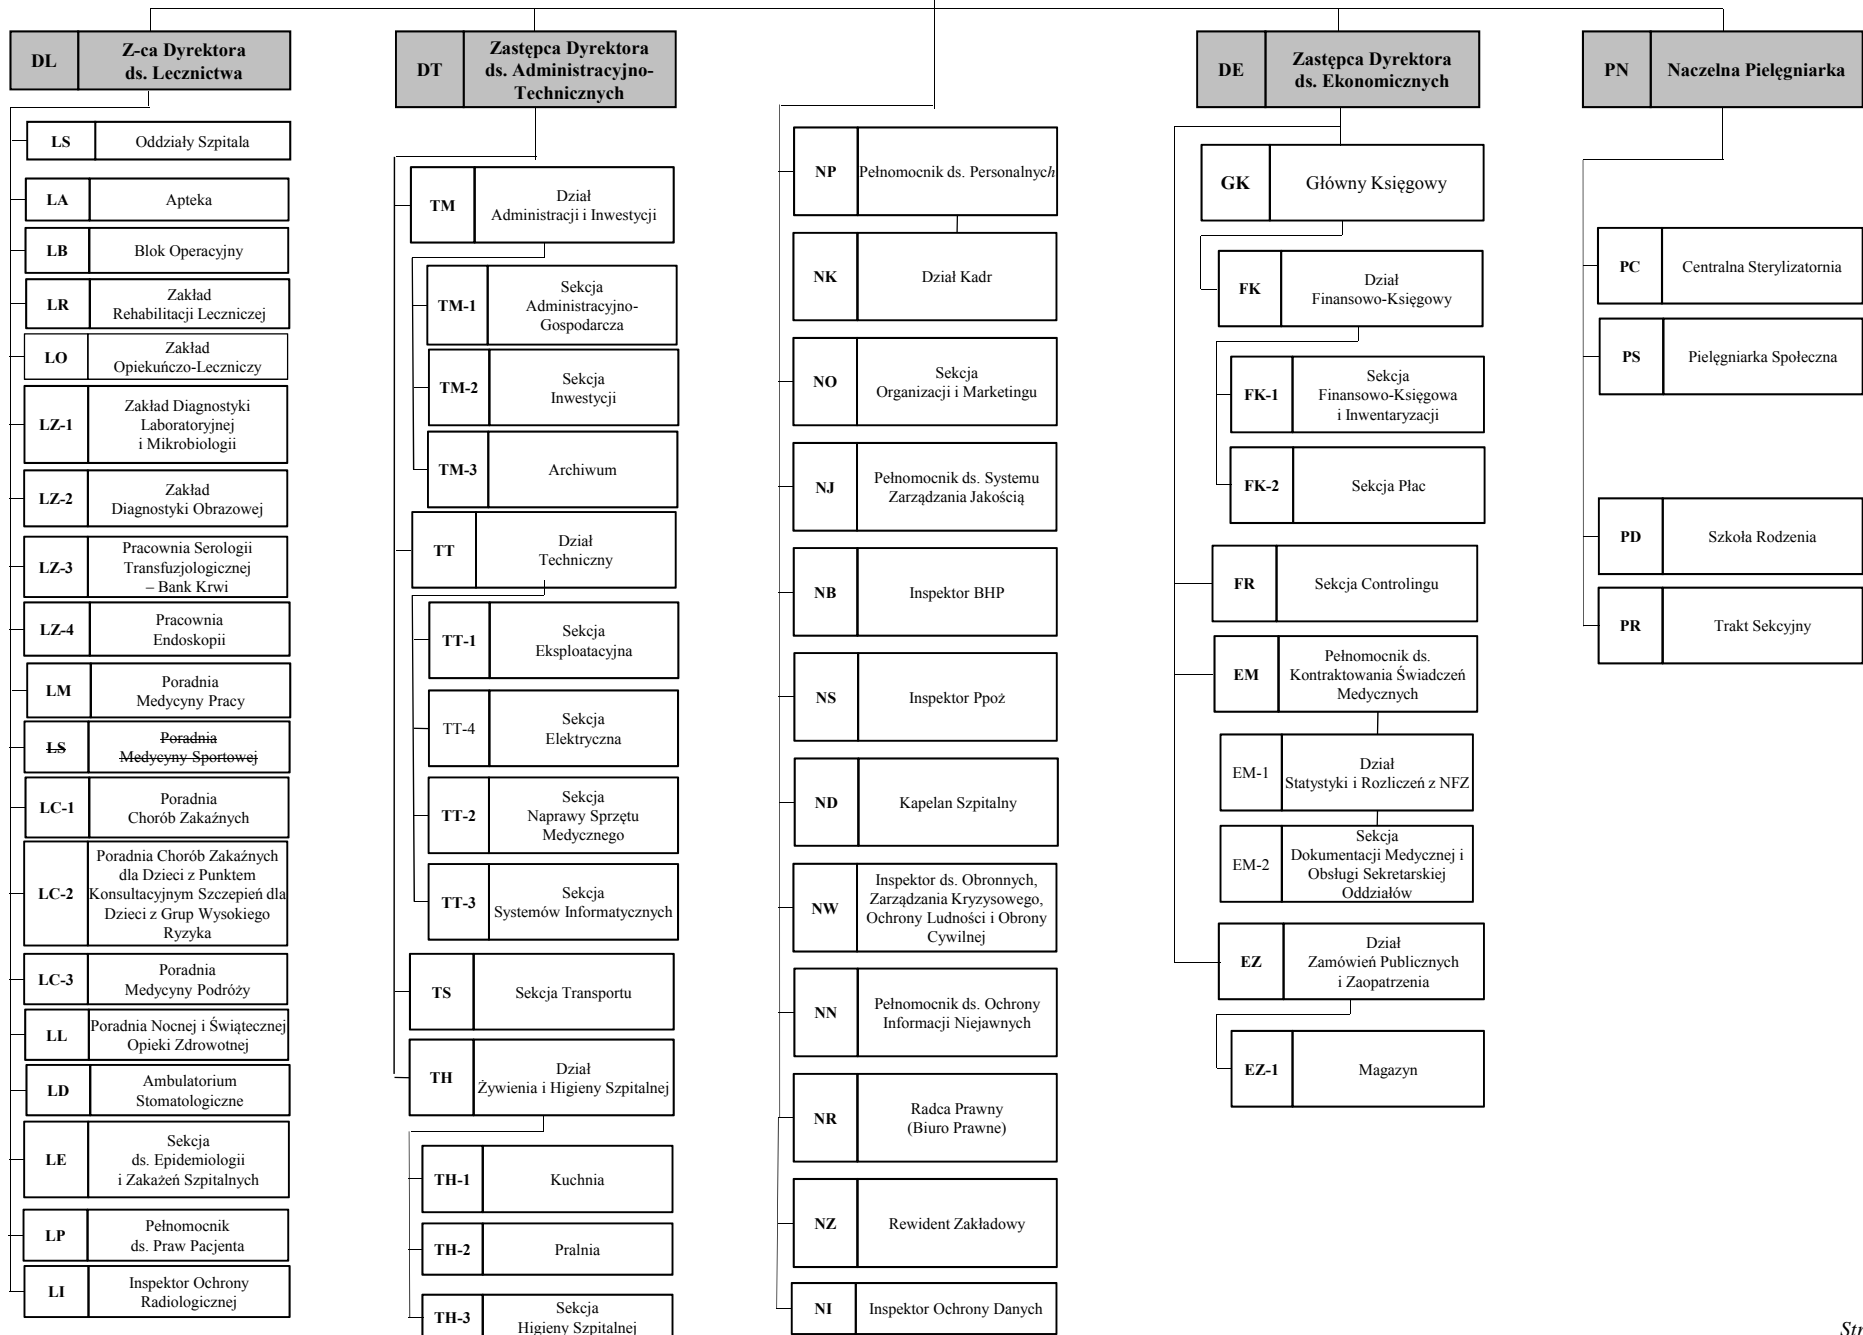 DL
Z-ca Dyrektora
ds. Lecznictwa
LS
Oddziały Szpitala
LA
Apteka
LB
Blok Operacyjny
LR
Zakład
Rehabilitacji Leczniczej
LO
Zakład
Opiekuńczo-Leczniczy
LZ-1
Zakład Diagnostyki
Laboratoryjnej
i Mikrobiologii
LZ-2
Zakład
Diagnostyki Obrazowej
LZ-3
Pracownia Serologii
Transfuzjologicznej
– Bank Krwi
LZ-4
Pracownia
Endoskopii
LM
Poradnia
Medycyny Pracy
LS
Poradnia
Medycyny Sportowej
LC-1
Poradnia
Chorób Zakaźnych
LC-2
Poradnia Chorób Zakaźnych
dla Dzieci z Punktem
Konsultacyjnym Szczepień dla
Dzieci z Grup Wysokiego
Ryzyka
LC-3
Poradnia
Medycyny Podróży
LL
Poradnia Nocnej i Świątecznej
Opieki Zdrowotnej
LD
Ambulatorium
Stomatologiczne
LE
Sekcja
ds. Epidemiologii
i Zakażeń Szpitalnych
LP
Pełnomocnik
ds. Praw Pacjenta
LI
Inspektor Ochrony
Radiologicznej
DT
Zastępca Dyrektora
ds. Administracyjno-
Technicznych
TM
Dział
Administracji i Inwestycji
TM-1
Sekcja
Administracyjno-
Gospodarcza
TM-2
Sekcja
Inwestycji
TM-3
Archiwum
TT
Dział
Techniczny
TT-1
Sekcja
Eksploatacyjna
TT-4
Sekcja
Elektryczna
TT-2
Sekcja
Naprawy Sprzętu
Medycznego
TT-3
Sekcja
Systemów Informatycznych
TS
Sekcja Transportu
TH
Dział
Żywienia i Higieny Szpitalnej
TH-1
Kuchnia
TH-2
Pralnia
TH-3
Sekcja
Higieny Szpitalnej
NP
Pełnomocnik ds. Personalnych
NK
Dział Kadr
NO
Sekcja
Organizacji i Marketingu
NJ
Pełnomocnik ds. Systemu
Zarządzania Jakością
NB
Inspektor BHP
NS
Inspektor Ppoż
ND
Kapelan Szpitalny
NW
Inspektor ds. Obronnych,
Zarządzania Kryzysowego,
Ochrony Ludności i Obrony
Cywilnej
NN
Pełnomocnik ds. Ochrony
Informacji Niejawnych
NR
Radca Prawny
(Biuro Prawne)
NZ
Rewident Zakładowy
NI
Inspektor Ochrony Danych
DE
Zastępca Dyrektora
ds. Ekonomicznych
GK
Główny Księgowy
FK
Dział
Finansowo-Księgowy
FK-1
Sekcja
Finansowo-Księgowa
i Inwentaryzacji
FK-2
Sekcja Płac
FR
Sekcja Controlingu
EM
Pełnomocnik ds.
Kontraktowania Świadczeń
Medycznych
EM-1
Dział
Statystyki i Rozliczeń z NFZ
EM-2
Sekcja
Dokumentacji Medycznej i
Obsługi Sekretarskiej
Oddziałów
EZ
Dział
Zamówień Publicznych
i Zaopatrzenia
EZ-1
Magazyn
PN
Naczelna Pielęgniarka
PC
Centralna Sterylizatornia
PS
Pielęgniarka Społeczna
PD
Szkoła Rodzenia
PR
Trakt Sekcyjny
Str